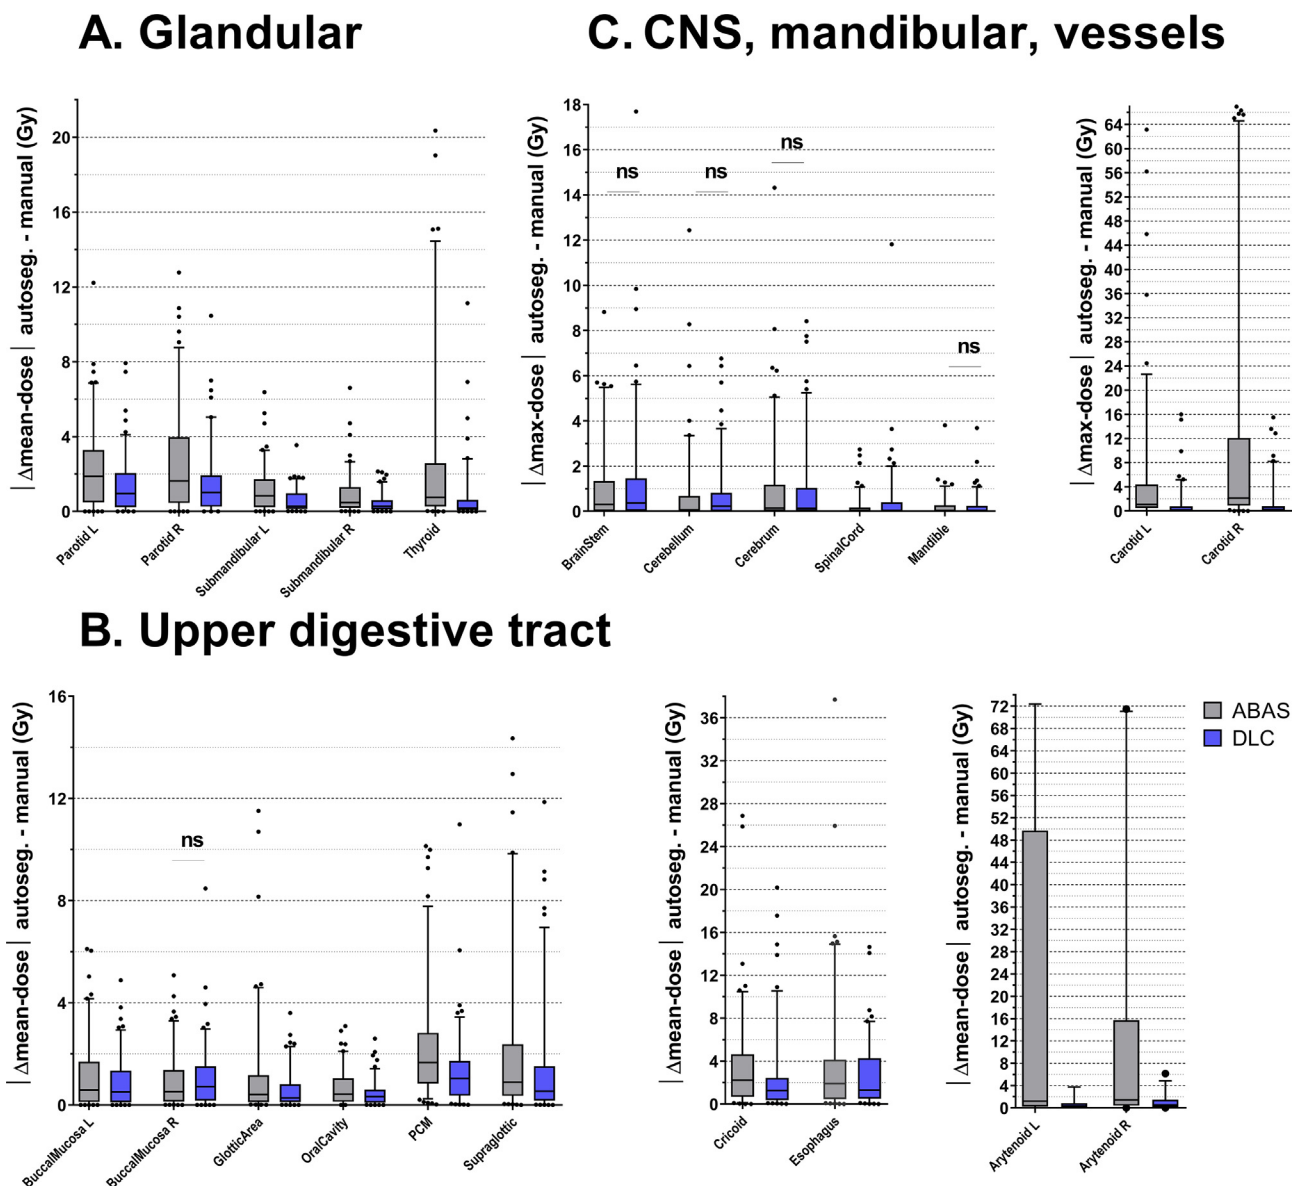 A. Glandular
C. CNS, mandibular, vessels
|Δmean-dose| autoseg. - manual (Gy)
20
16
12
8
4
0
Parotid L
Parotid R
Submandibular L
Submandibular R
Thyroid
|Δmax-dose| autoseg. - manual (Gy)
18
16
14
12
10
8
6
4
2
0
ns
ns
ns
ns
BrainStem
Cerebellum
Cerebrum
SpinalCord
Mandible
|Δmax-dose| autoseg. - manual (Gy)
64
60
56
52
48
44
40
36
32
28
24
20
16
12
8
4
0
Carotid L
Carotid R
B. Upper digestive tract
|Δmean-dose| autoseg. - manual (Gy)
16
12
8
4
0
ns
BuccalMucosa L
BuccalMucosa R
GlotticArea
OralCavity
PCM
Supraglottic
|Δmean-dose| autoseg. - manual (Gy)
36
32
28
24
20
16
12
8
4
0
Cricoid
Esophagus
|Δmean-dose| autoseg. - manual (Gy)
72
68
64
60
56
52
48
44
40
36
32
28
24
20
16
12
8
4
0
Arytenoid L
Arytenoid R
ABAS
DLC